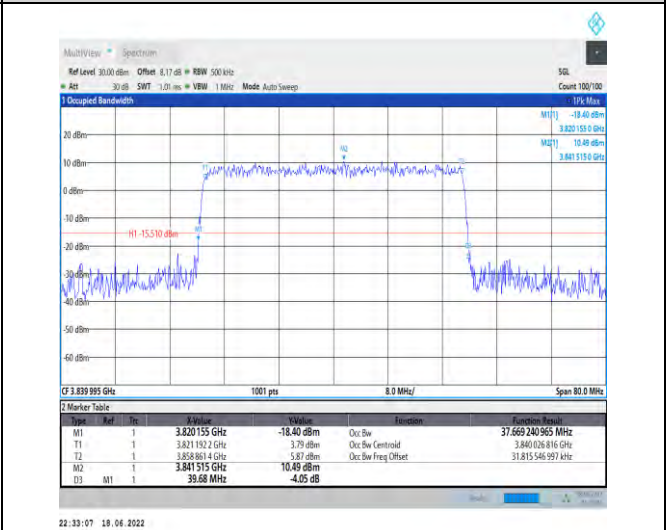 MultiView Spectrum
Ref Level 30.00 dBm Offset 8.17 dB RBW 500 kHz SGL
Att 30 dB SWT 1.01 ms VBW 1 MHz Mode Auto Sweep Count 100/100
1 Occupied Bandwidth 1Pk Max
M1[1] -18.40 dBm
3.820 155 0 GHz
M2[1] 10.49 dBm
3.841 515 0 GHz
20 dBm
M2
10 dBm
T1
0 dBm
-10 dBm
H1 -15.510 dBm
M1
-20 dBm
-30 dBm
-40 dBm
-50 dBm
-60 dBm
CF 3.839 995 GHz 1001 pts 8.0 MHz/ Span 80.0 MHz
2 Marker Table
Type Ref Trc X-Value Y-Value Function Function Result
M1 1 3.820155 GHz -18.40 dBm Occ Bw 37.669 240 965 MHz
T1 1 3.821 192 2 GHz 3.79 dBm Occ Bw Centroid 3.840 026 816 GHz
T2 1 3.858 861 4 GHz 5.87 dBm Occ Bw Freq Offset 31.815 546 997 kHz
M2 1 3.841 515 GHz 10.49 dBm
D3 M1 1 39.68 MHz -4.05 dB
22:33:07 18.06.2022